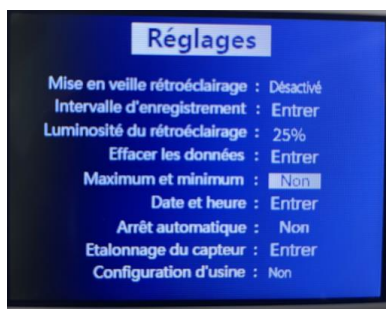 Réglages
Mise en veille rétroéclairage : Désactivé
Intervalle d'enregistrement : Entrer
Luminosité du rétroéclairage : 25%
Effacer les données : Entrer
Maximum et minimum : Non
Date et heure : Entrer
Arrêt automatique : Non
Etalonnage du capteur : Entrer
Configuration d'usine : Non